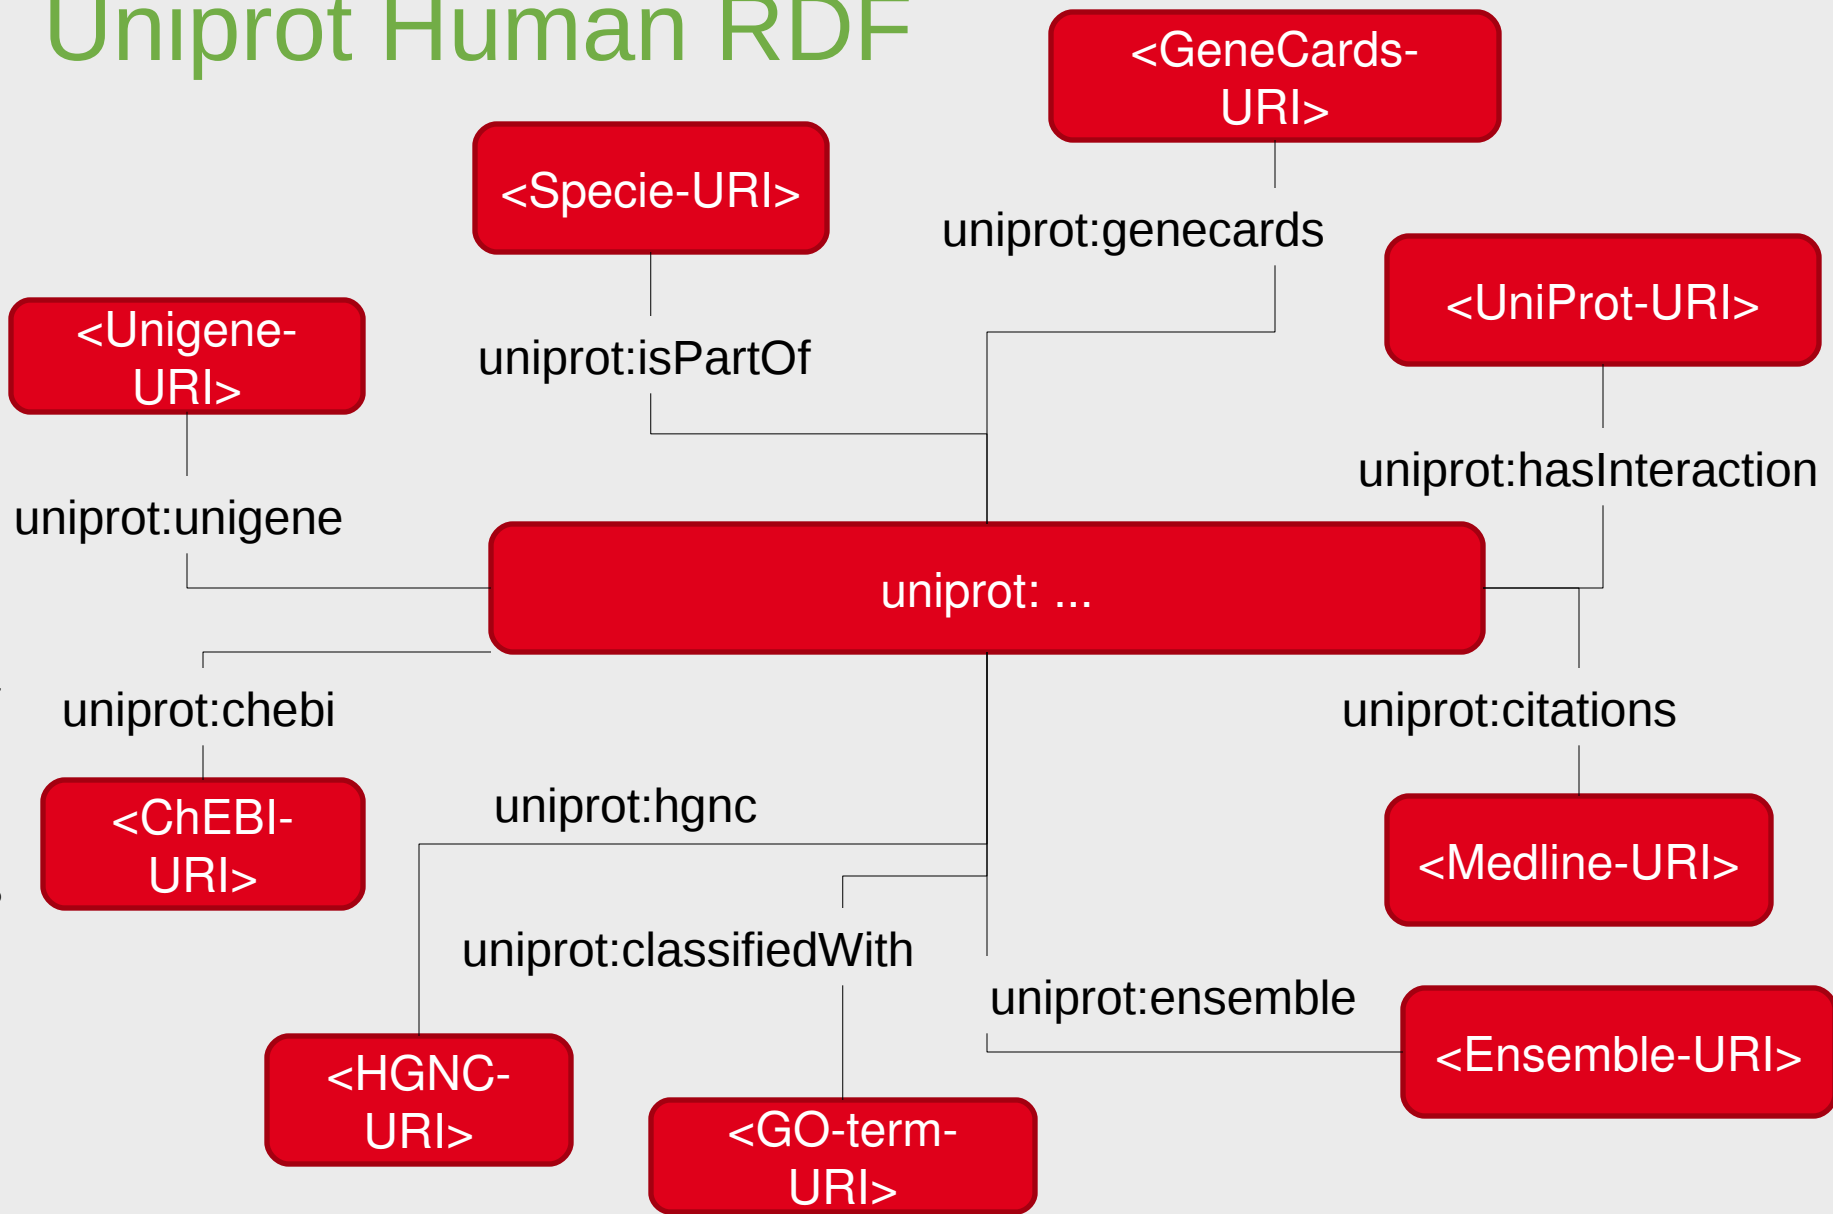 Uniprot Human RDF
<GeneCards-
URI>
<Specie-URI>
uniprot:genecards
<UniProt-URI>
<Unigene-
URI>
uniprot:isPartOf
uniprot:hasInteraction
uniprot:unigene
uniprot: ...
uniprot:chebi
uniprot:citations
<ChEBI-
URI>
uniprot:hgnc
<Medline-URI>
uniprot:classifiedWith
uniprot:ensemble
<Ensemble-URI>
<HGNC-
URI>
<GO-term-
URI>